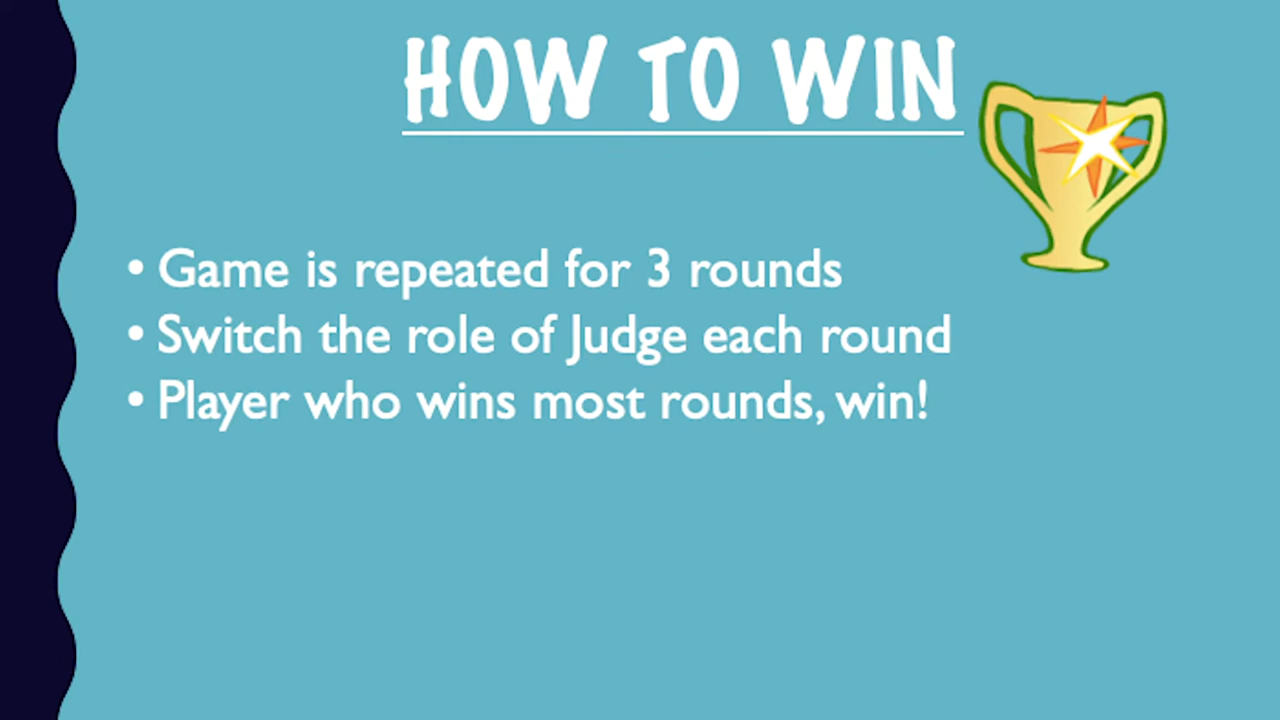 HOW TO WIN
• Game is repeated for 3 rounds
• Switch the role of Judge each round
• Player who wins most rounds, win!